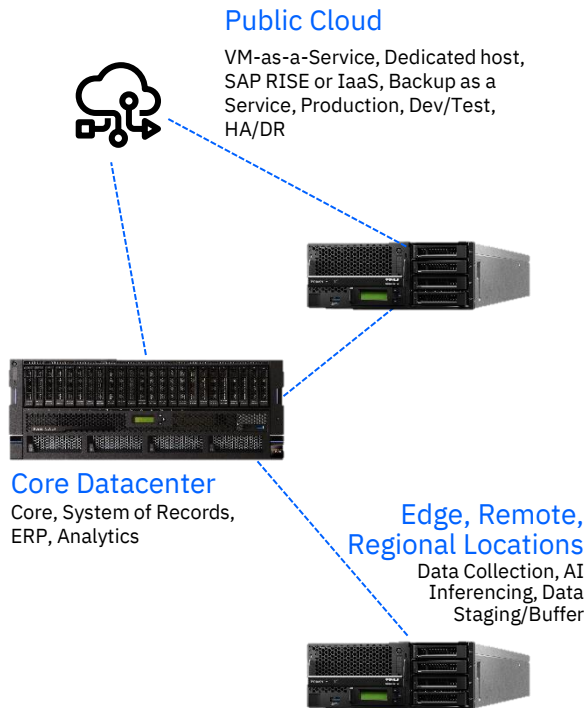 Public Cloud
VM-as-a-Service, Dedicated host,
SAP RISE or IaaS, Backup as a
Service, Production, Dev/Test,
HA/DR
Core Datacenter
Core, System of Records,
ERP, Analytics
Edge, Remote,
Regional Locations
Data Collection, AI
Inferencing, Data
Staging/Buffer